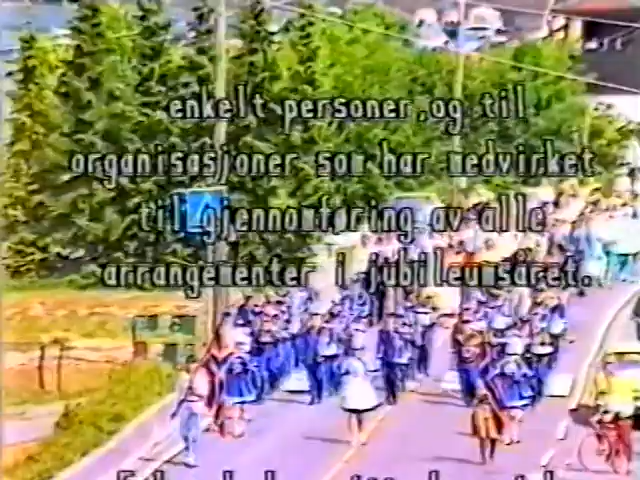 enkelt personer,og til
organisasjoner som har medvirket
til gjennomføring av alle
arrangementer i jubileumsåret.